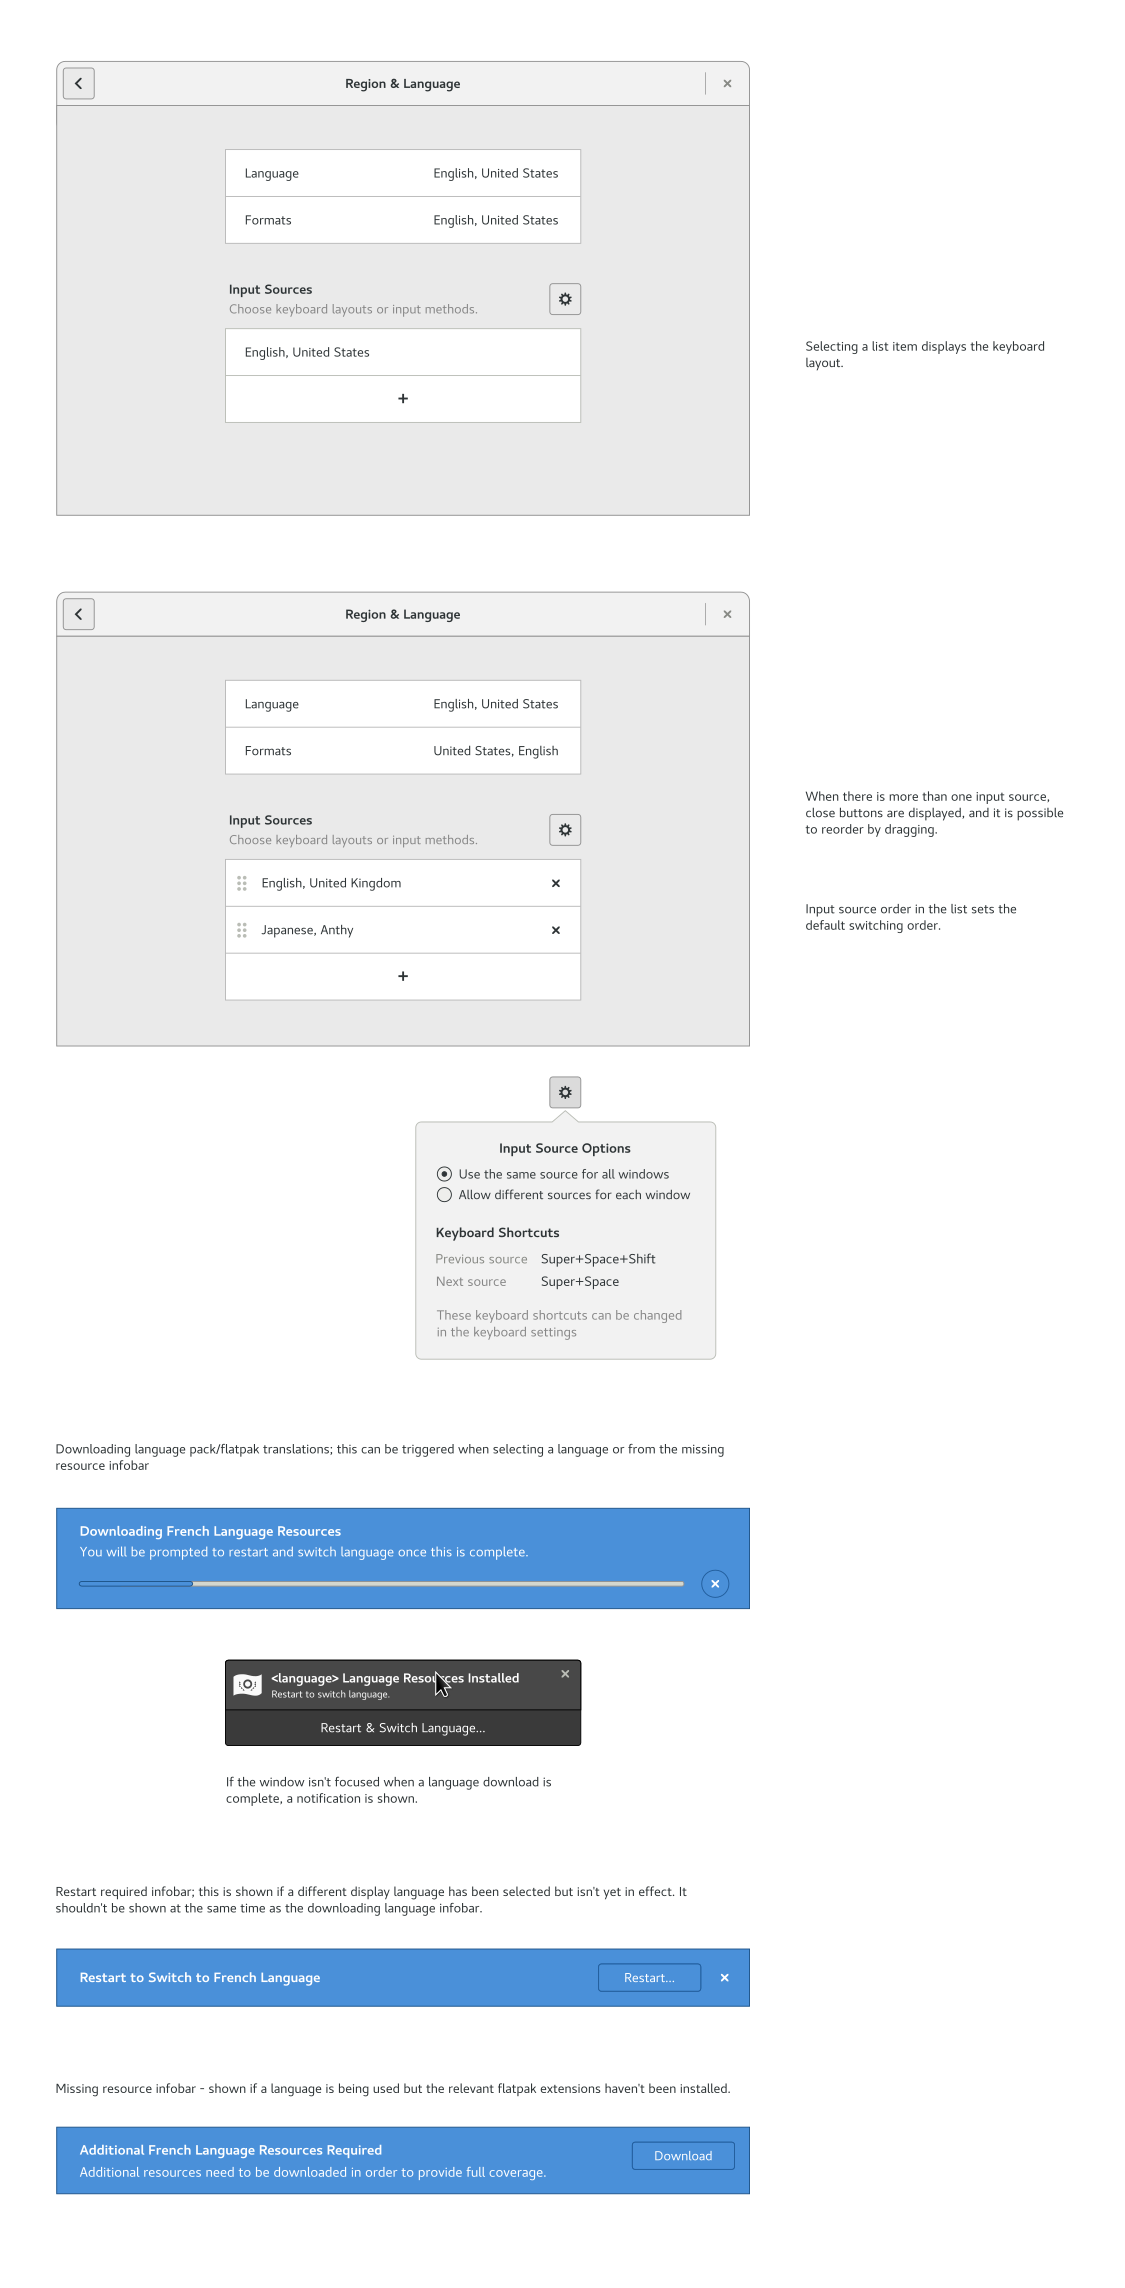 Region & Language
Language English, United States
Formats English, United States
Input Sources
Choose keyboard layouts or input methods.
English, United States
+
Selecting a list item displays the keyboard
layout.
Region & Language
Language English, United States
Formats United States, English
Input Sources
Choose keyboard layouts or input methods.
English, United Kingdom
Japanese, Anthy
+
When there is more than one input source,
close buttons are displayed, and it is possible
to reorder by dragging.
Input source order in the list sets the
default switching order.
Input Source Options
Use the same source for all windows
Allow different sources for each window
Keyboard Shortcuts
Previous source Super+Space+Shift
Next source Super+Space
These keyboard shortcuts can be changed
in the keyboard settings
Downloading language pack/flatpak translations; this can be triggered when selecting a language or from the missing
resource infobar
Downloading French Language Resources
You will be prompted to restart and switch language once this is complete.
<language> Language Resources Installed
Restart to switch language.
Restart & Switch Language...
If the window isn't focused when a language download is
complete, a notification is shown.
Restart required infobar; this is shown if a different display language has been selected but isn't yet in effect. It
shouldn't be shown at the same time as the downloading language infobar.
Restart to Switch to French Language
Restart...
Missing resource infobar - shown if a language is being used but the relevant flatpak extensions haven't been installed.
Additional French Language Resources Required
Additional resources need to be downloaded in order to provide full coverage.
Download